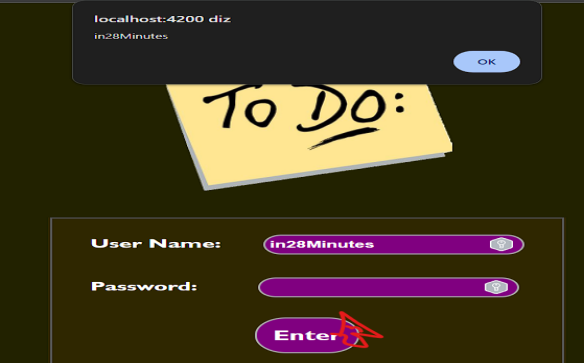 localhost:4200 diz
in28Minutes
OK
To Do:
User Name: in28Minutes
Password:
Enter